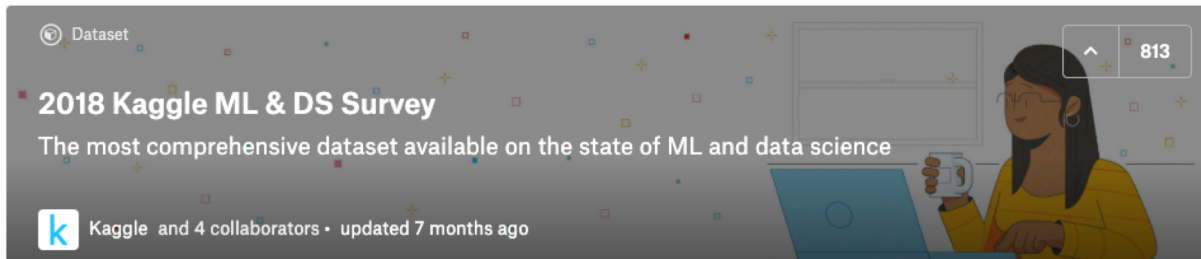 Dataset
813
2018 Kaggle ML & DS Survey
The most comprehensive dataset available on the state of ML and data science
k
Kaggle and 4 collaborators • updated 7 months ago